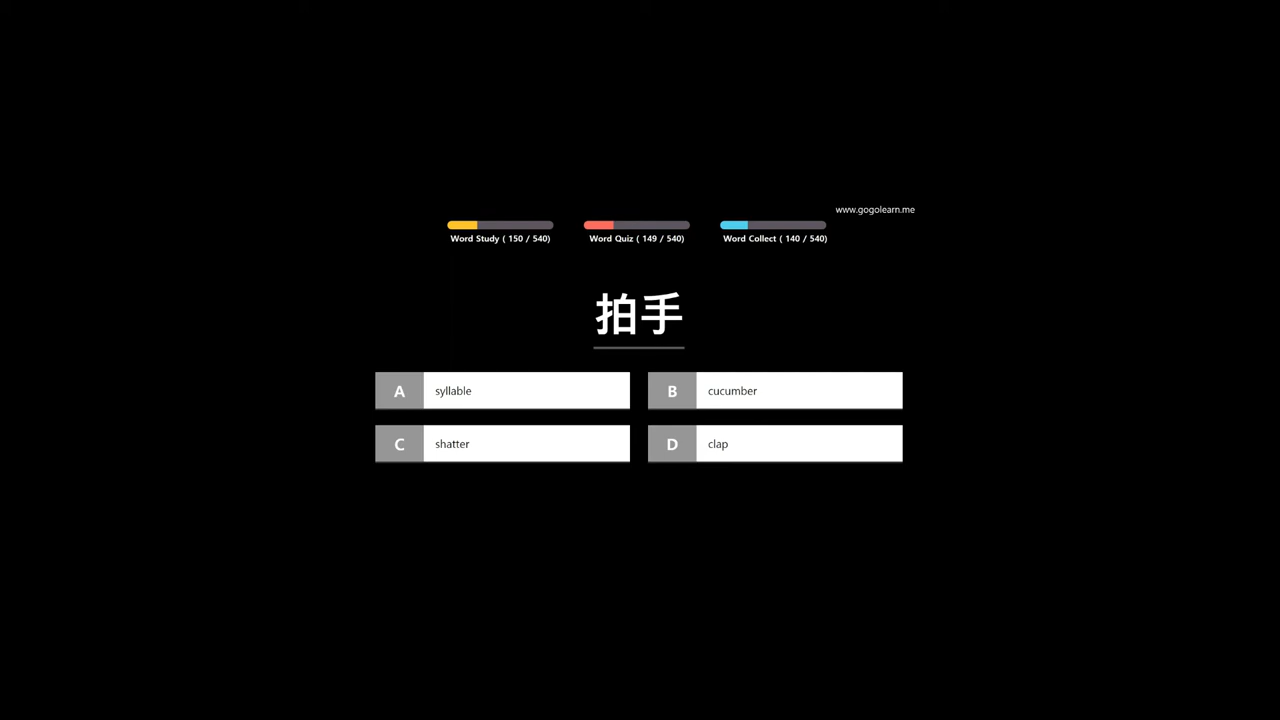 www.gogolearn.me
Word Study ( 150 / 540)
Word Quiz ( 149 / 540)
Word Collect ( 140 / 540)
拍手
A syllable
B cucumber
C shatter
D clap